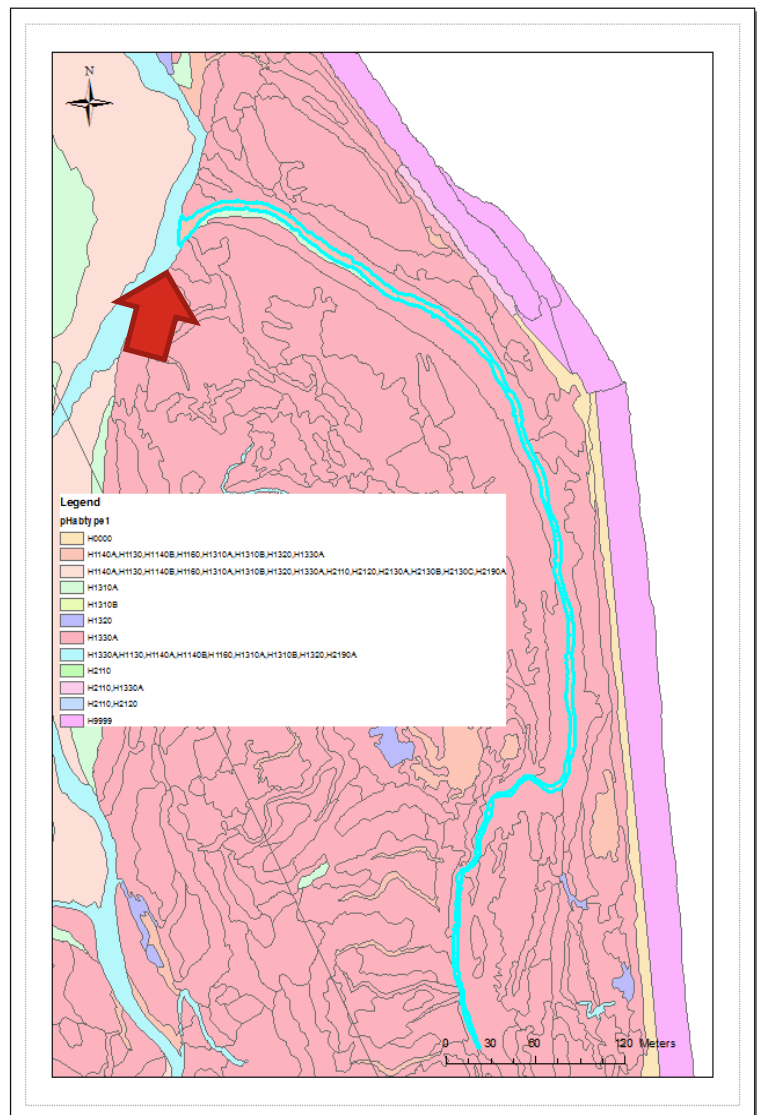 N
Legend
pHabtype1
H0000
H1140A,H1130,H1140B,H1160,H1310A,H1310B,H1320,H1330A
H1140A,H1130,H1140B,H1160,H1310A,H1310B,H1320,H1330A,H2110,H2120,H2130A,H2130B,H2130C,H2190A
H1310A
H1310B
H1320
H1330A
H1330A,H1130,H1140A,H1140B,H1160,H1310A,H1310B,H1320,H2190A
H2110
H2110,H1330A
H2110,H2120
H9999
0 30 60 120 Meters